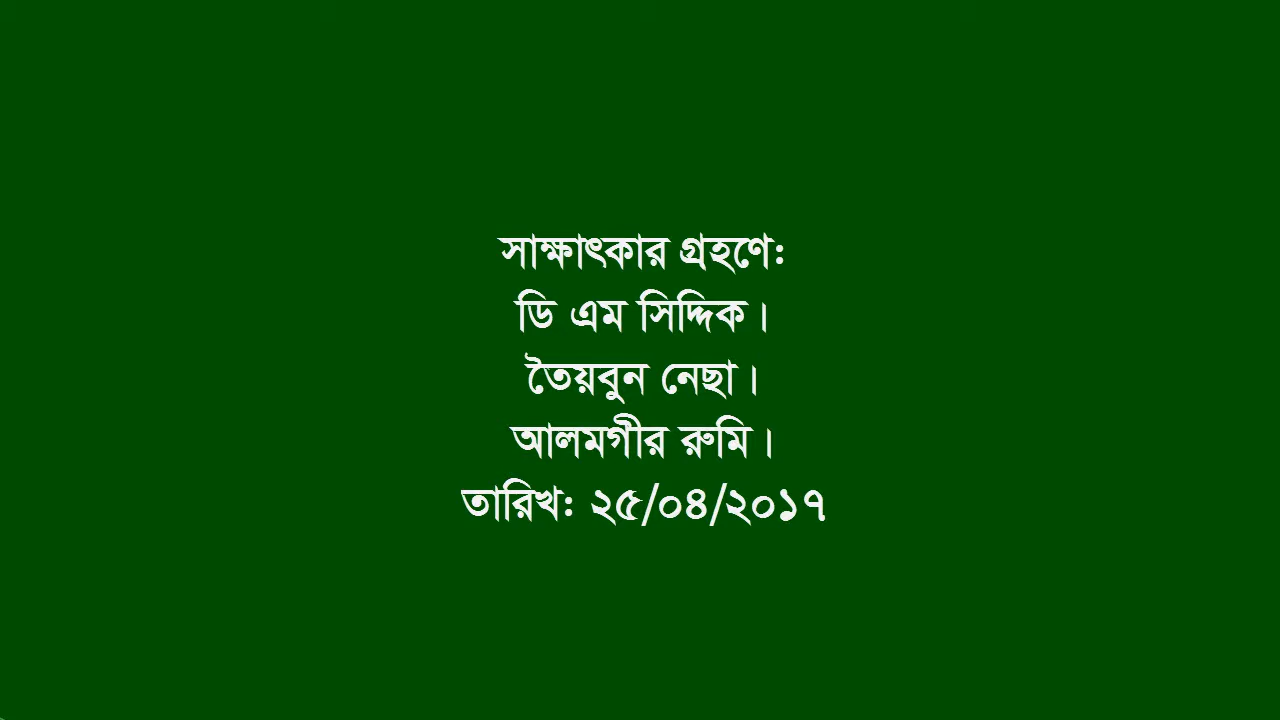 সাক্ষাৎকার গ্রহণে:
ডি এম সিদ্দিক।
তৈয়বুন নেছা।
আলমগীর রুমি।
তারিখ: ২৫/০৪/২০১৭